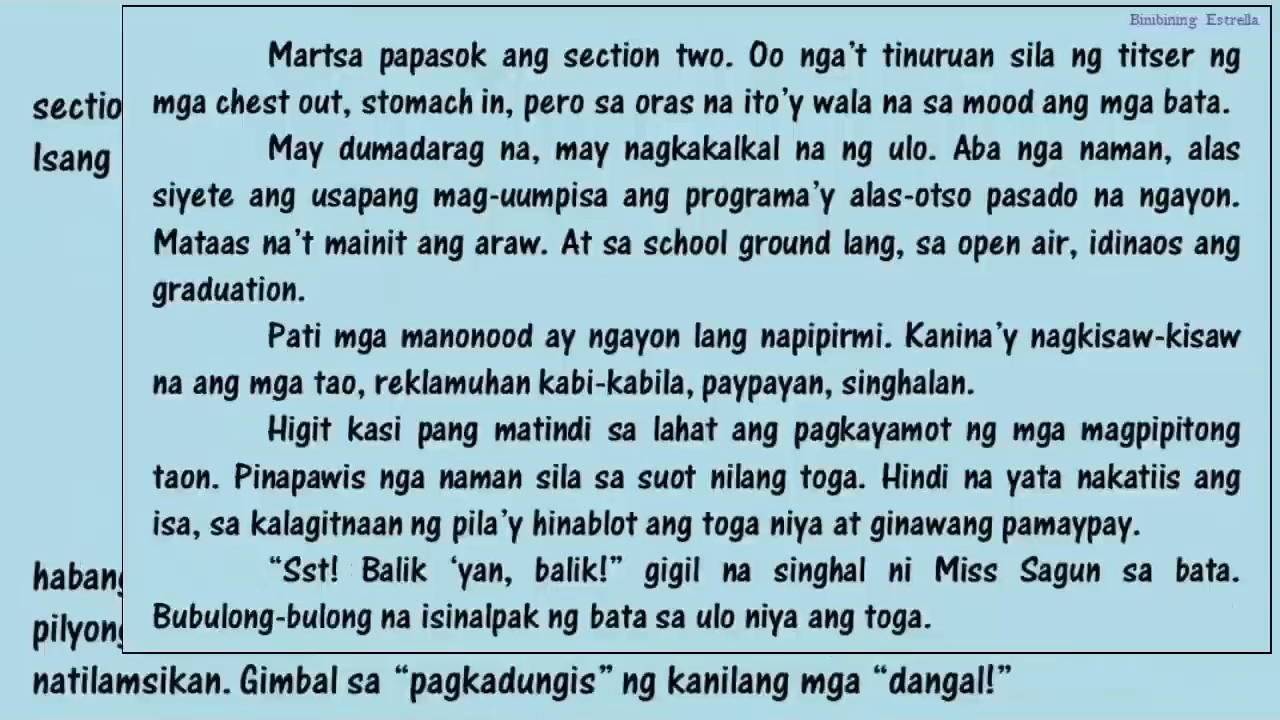 Binibining Estrella
Martsa papasok ang section two. Oo nga't tinuruan sila ng titser ng
mga chest out, stomach in, pero sa oras na ito'y wala na sa mood ang mga bata.
May dumadarag na, may nagkakalkal na ng ulo. Aba nga naman, alas
siyete ang usapang mag-uumpisa ang programa'y alas-otso pasado na ngayon.
Mataas na't mainit ang araw. At sa school ground lang, sa open air, idinaos ang
graduation.
Pati mga manonood ay ngayon lang napipirmi. Kanina'y nagkisaw-kisaw
na ang mga tao, reklamuhan kabi-kabila, paypayan, singhalan.
Higit kasi pang matindi sa lahat ang pagkayamot ng mga magpipitong
taon. Pinapawis nga naman sila sa suot nilang toga. Hindi na yata nakatiis ang
isa, sa kalagitnaan ng pila'y hinablot ang toga niya at ginawang pamaypay.
"Sst! Balik 'yan, balik!" gigil na singhal ni Miss Sagun sa bata.
Bubulong-bulong na isinalpak ng bata sa ulo niya ang toga.
Isang
natilamsikan. Gimbal sa "pagkadungis" ng kanilang mga "dangal!"